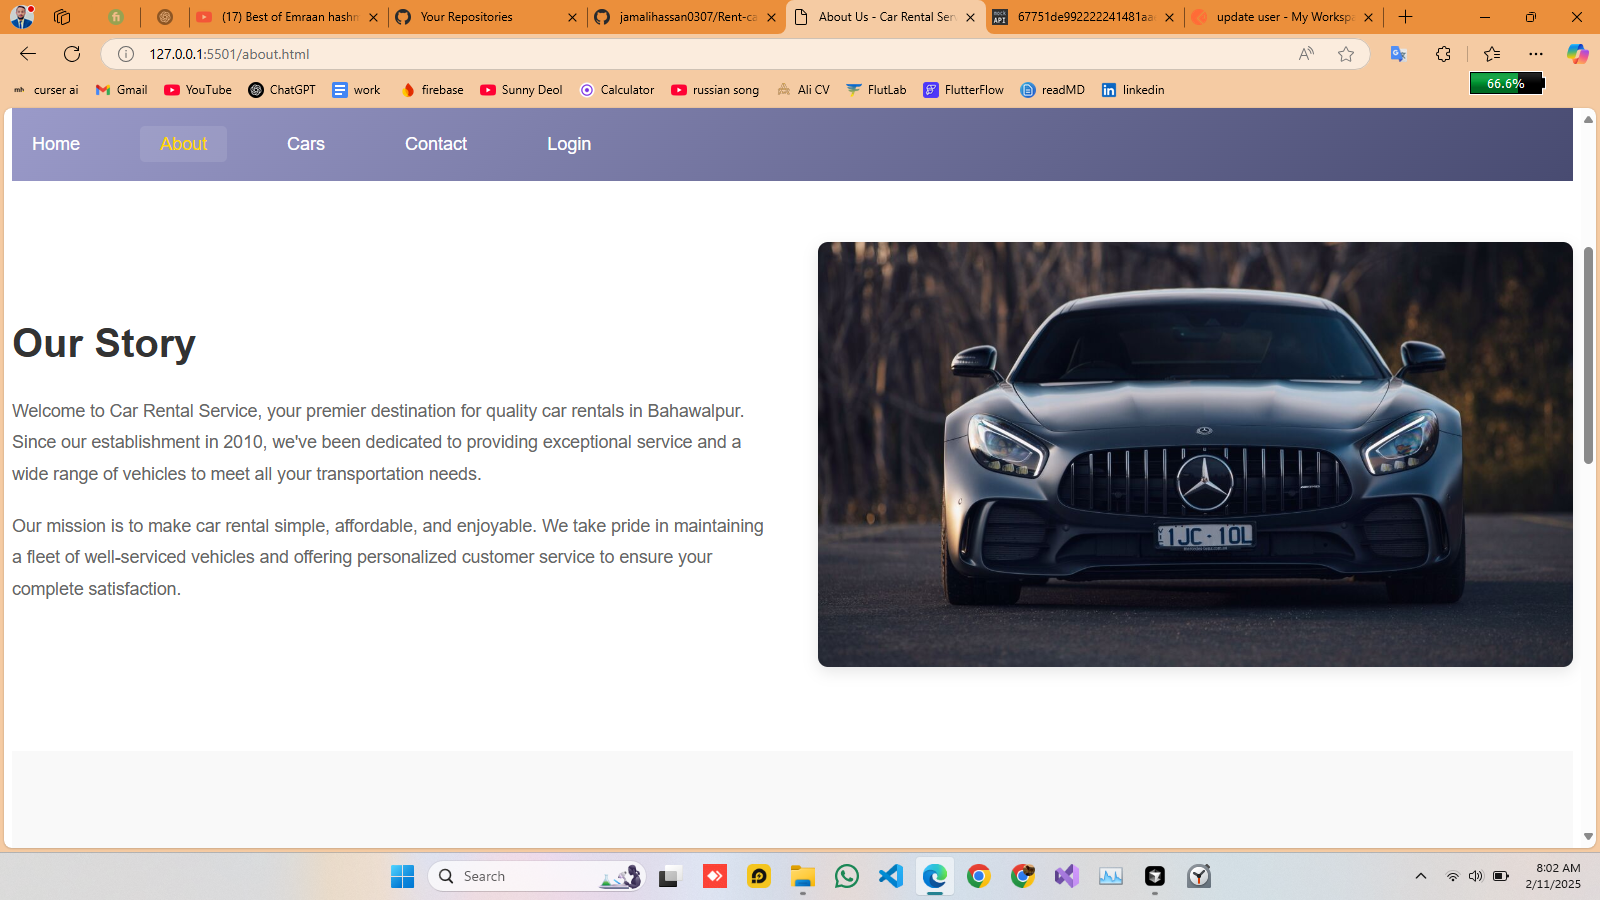 (17) Best of Emraan hashm
Your Repositories
jamalihassan0307/Rent-ca
About Us - Car Rental Ser
67751de992222241481aa
update user - My Workspa
127.0.0.1:5501/about.html
curser ai
Gmail
YouTube
ChatGPT
work
firebase
Sunny Deol
Calculator
russian song
Ali CV
FlutLab
FlutterFlow
readMD
linkedin
66.6%
Home
About
Cars
Contact
Login
Our Story
Welcome to Car Rental Service, your premier destination for quality car rentals in Bahawalpur.
Since our establishment in 2010, we've been dedicated to providing exceptional service and a
wide range of vehicles to meet all your transportation needs.
Our mission is to make car rental simple, affordable, and enjoyable. We take pride in maintaining
a fleet of well-serviced vehicles and offering personalized customer service to ensure your
complete satisfaction.
1JC·1OL
Search
8:02 AM
2/11/2025